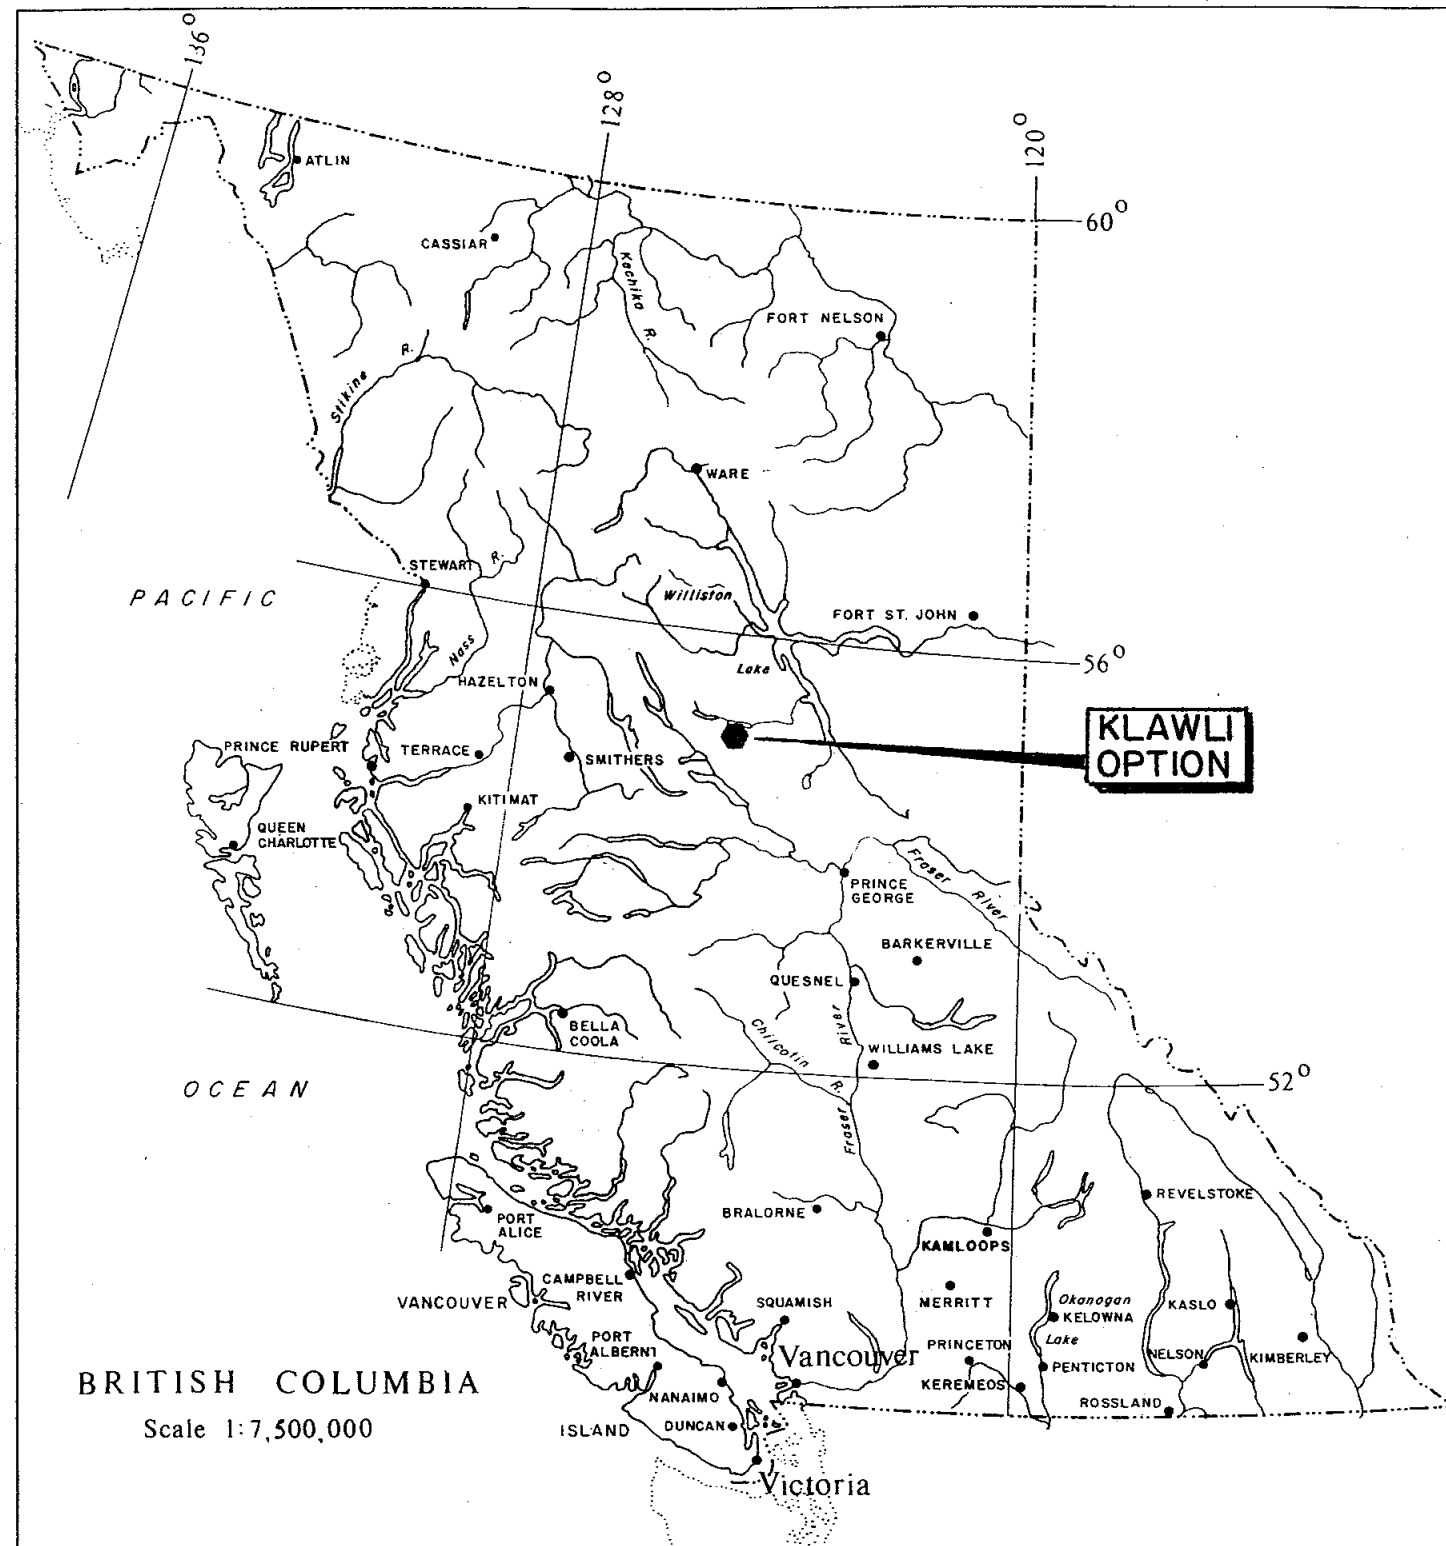 136°
128°
120°
ATLIN
60°
CASSIAR
Kechika R.
FORT NELSON
Stikine R.
WARE
STEWART
R.
PACIFIC
Williston
FORT ST. JOHN
Nass
Lake
56°
HAZELTON
KLAWLI
OPTION
PRINCE RUPERT
TERRACE
SMITHERS
KITIMAT
QUEEN
CHARLOTTE
Fraser River
PRINCE
GEORGE
BARKERVILLE
QUESNEL
Chilcotin R.
River
BELLA
COOLA
WILLIAMS LAKE
OCEAN
52°
Fraser
REVELSTOKE
PORT
ALICE
BRALORNE
KAMLOOPS
CAMPBELL
RIVER
VANCOUVER
SQUAMISH
MERRITT
Okanogan
KELOWNA
KASLO
PORT
ALBERNI
Vancouver
PRINCETON
Lake
PENTICTON
NELSON
KIMBERLEY
BRITISH COLUMBIA
NANAIMO
KEREMEOS
ROSSLAND
Scale 1:7,500,000
ISLAND
DUNCAN
Victoria